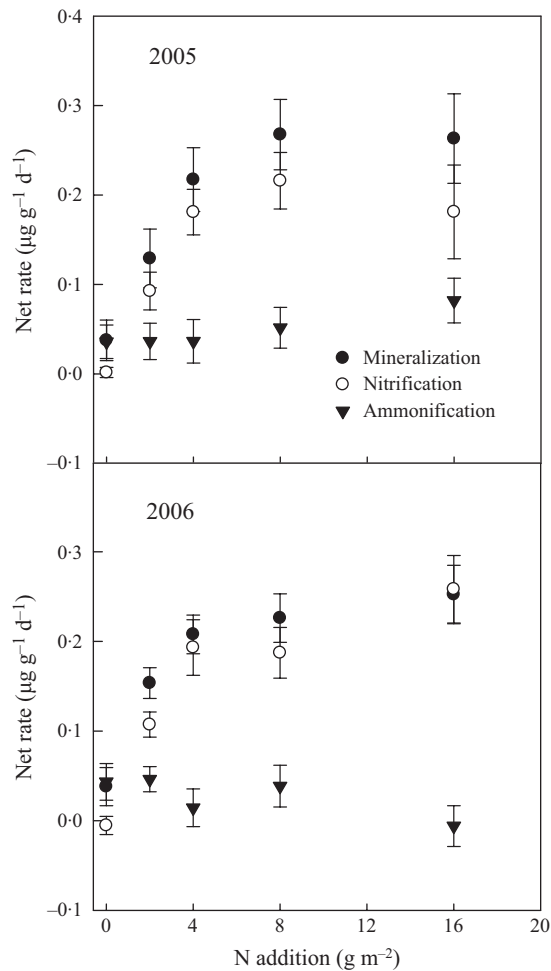 0·4
2005
0·3
0·2
0·1
0·0
–0·1
Net rate (µg g⁻¹ d⁻¹)
Mineralization
Nitrification
Ammonification
2006
0·3
0·2
0·1
0·0
–0·1
Net rate (µg g⁻¹ d⁻¹)
0 4 8 12 16 20
N addition (g m⁻²)